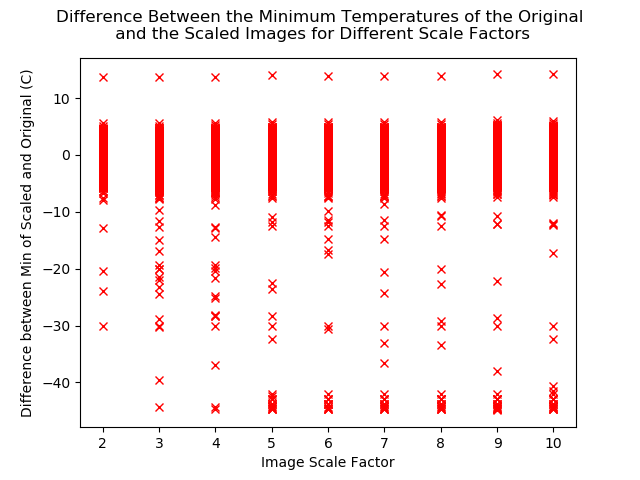 Difference Between the Minimum Temperatures of the Original
and the Scaled Images for Different Scale Factors
Difference between Min of Scaled and Original (C)
10
0
−10
−20
−30
−40
2 3 4 5 6 7 8 9 10
Image Scale Factor